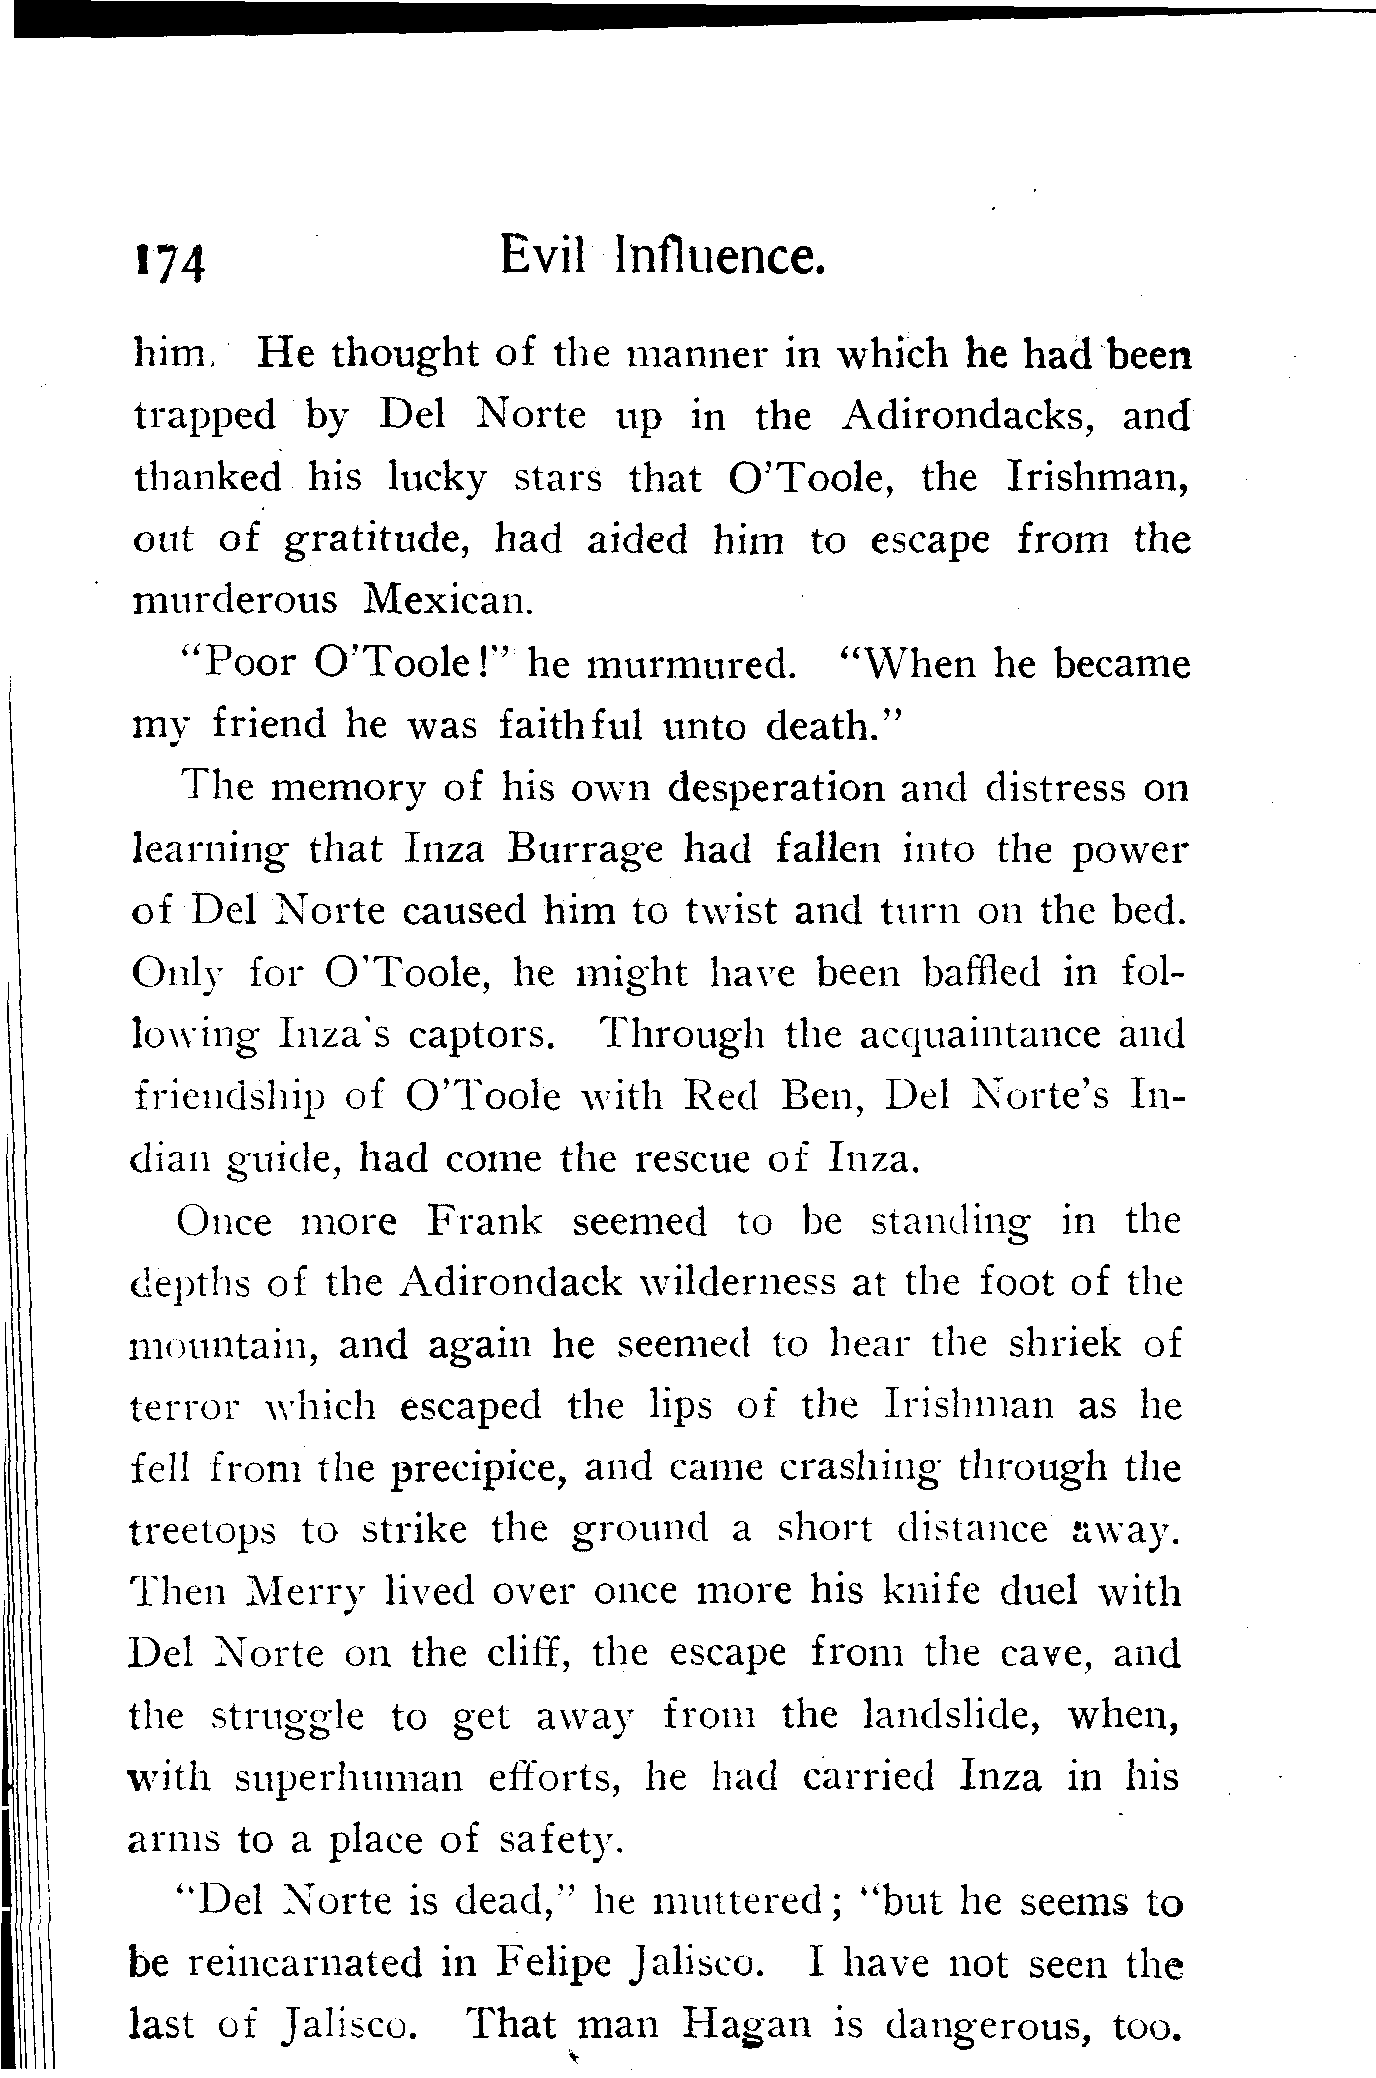 174 Evil Influence.
him. He thought of the manner in which he had been
trapped by Del Norte up in the Adirondacks, and
thanked his lucky stars that O'Toole, the Irishman,
out of gratitude, had aided him to escape from the
murderous Mexican.
"Poor O'Toole!" he murmured. "When he became
my friend he was faithful unto death."
The memory of his own desperation and distress on
learning that Inza Burrage had fallen into the power
of Del Norte caused him to twist and turn on the bed.
Only for O'Toole, he might have been baffled in fol-
lowing Inza's captors. Through the acquaintance and
friendship of O'Toole with Red Ben, Del Norte's In-
dian guide, had come the rescue of Inza.
Once more Frank seemed to be standing in the
depths of the Adirondack wilderness at the foot of the
mountain, and again he seemed to hear the shriek of
terror which escaped the lips of the Irishman as he
fell from the precipice, and came crashing through the
treetops to strike the ground a short distance away.
Then Merry lived over once more his knife duel with
Del Norte on the cliff, the escape from the cave, and
the struggle to get away from the landslide, when,
with superhuman efforts, he had carried Inza in his
arms to a place of safety.
"Del Norte is dead," he muttered; "but he seems to
be reincarnated in Felipe Jalisco. I have not seen the
last of Jalisco. That man Hagan is dangerous, too.